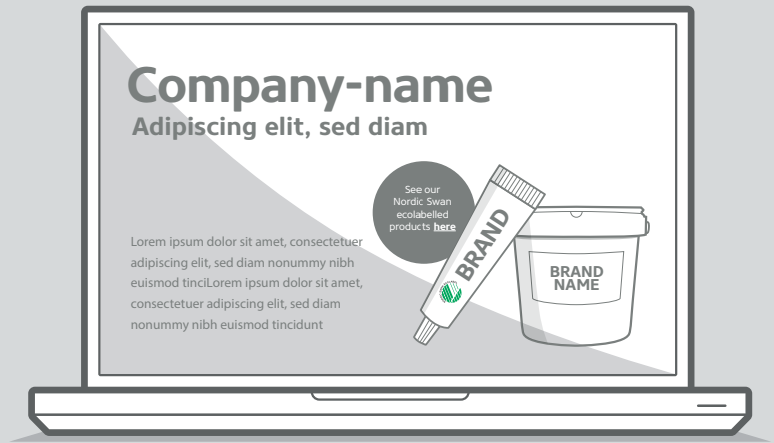 Company-name
Adipiscing elit, sed diam
See our
Nordic Swan
ecolabelled
products here
Lorem ipsum dolor sit amet, consectetuer
adipiscing elit, sed diam nonummy nibh
euismod tinciLorem ipsum dolor sit amet,
consectetuer adipiscing elit, sed diam
nonummy nibh euismod tincidunt
BRAND
BRAND
NAME